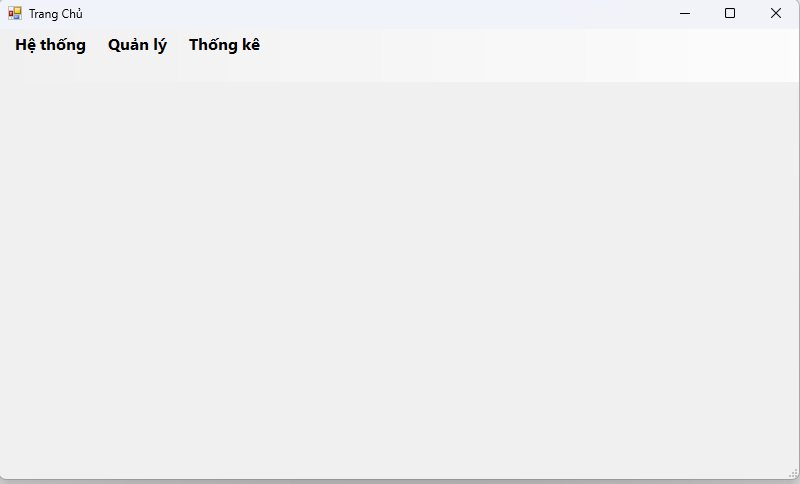 Trang Chủ
Hệ thống Quản lý Thống kê